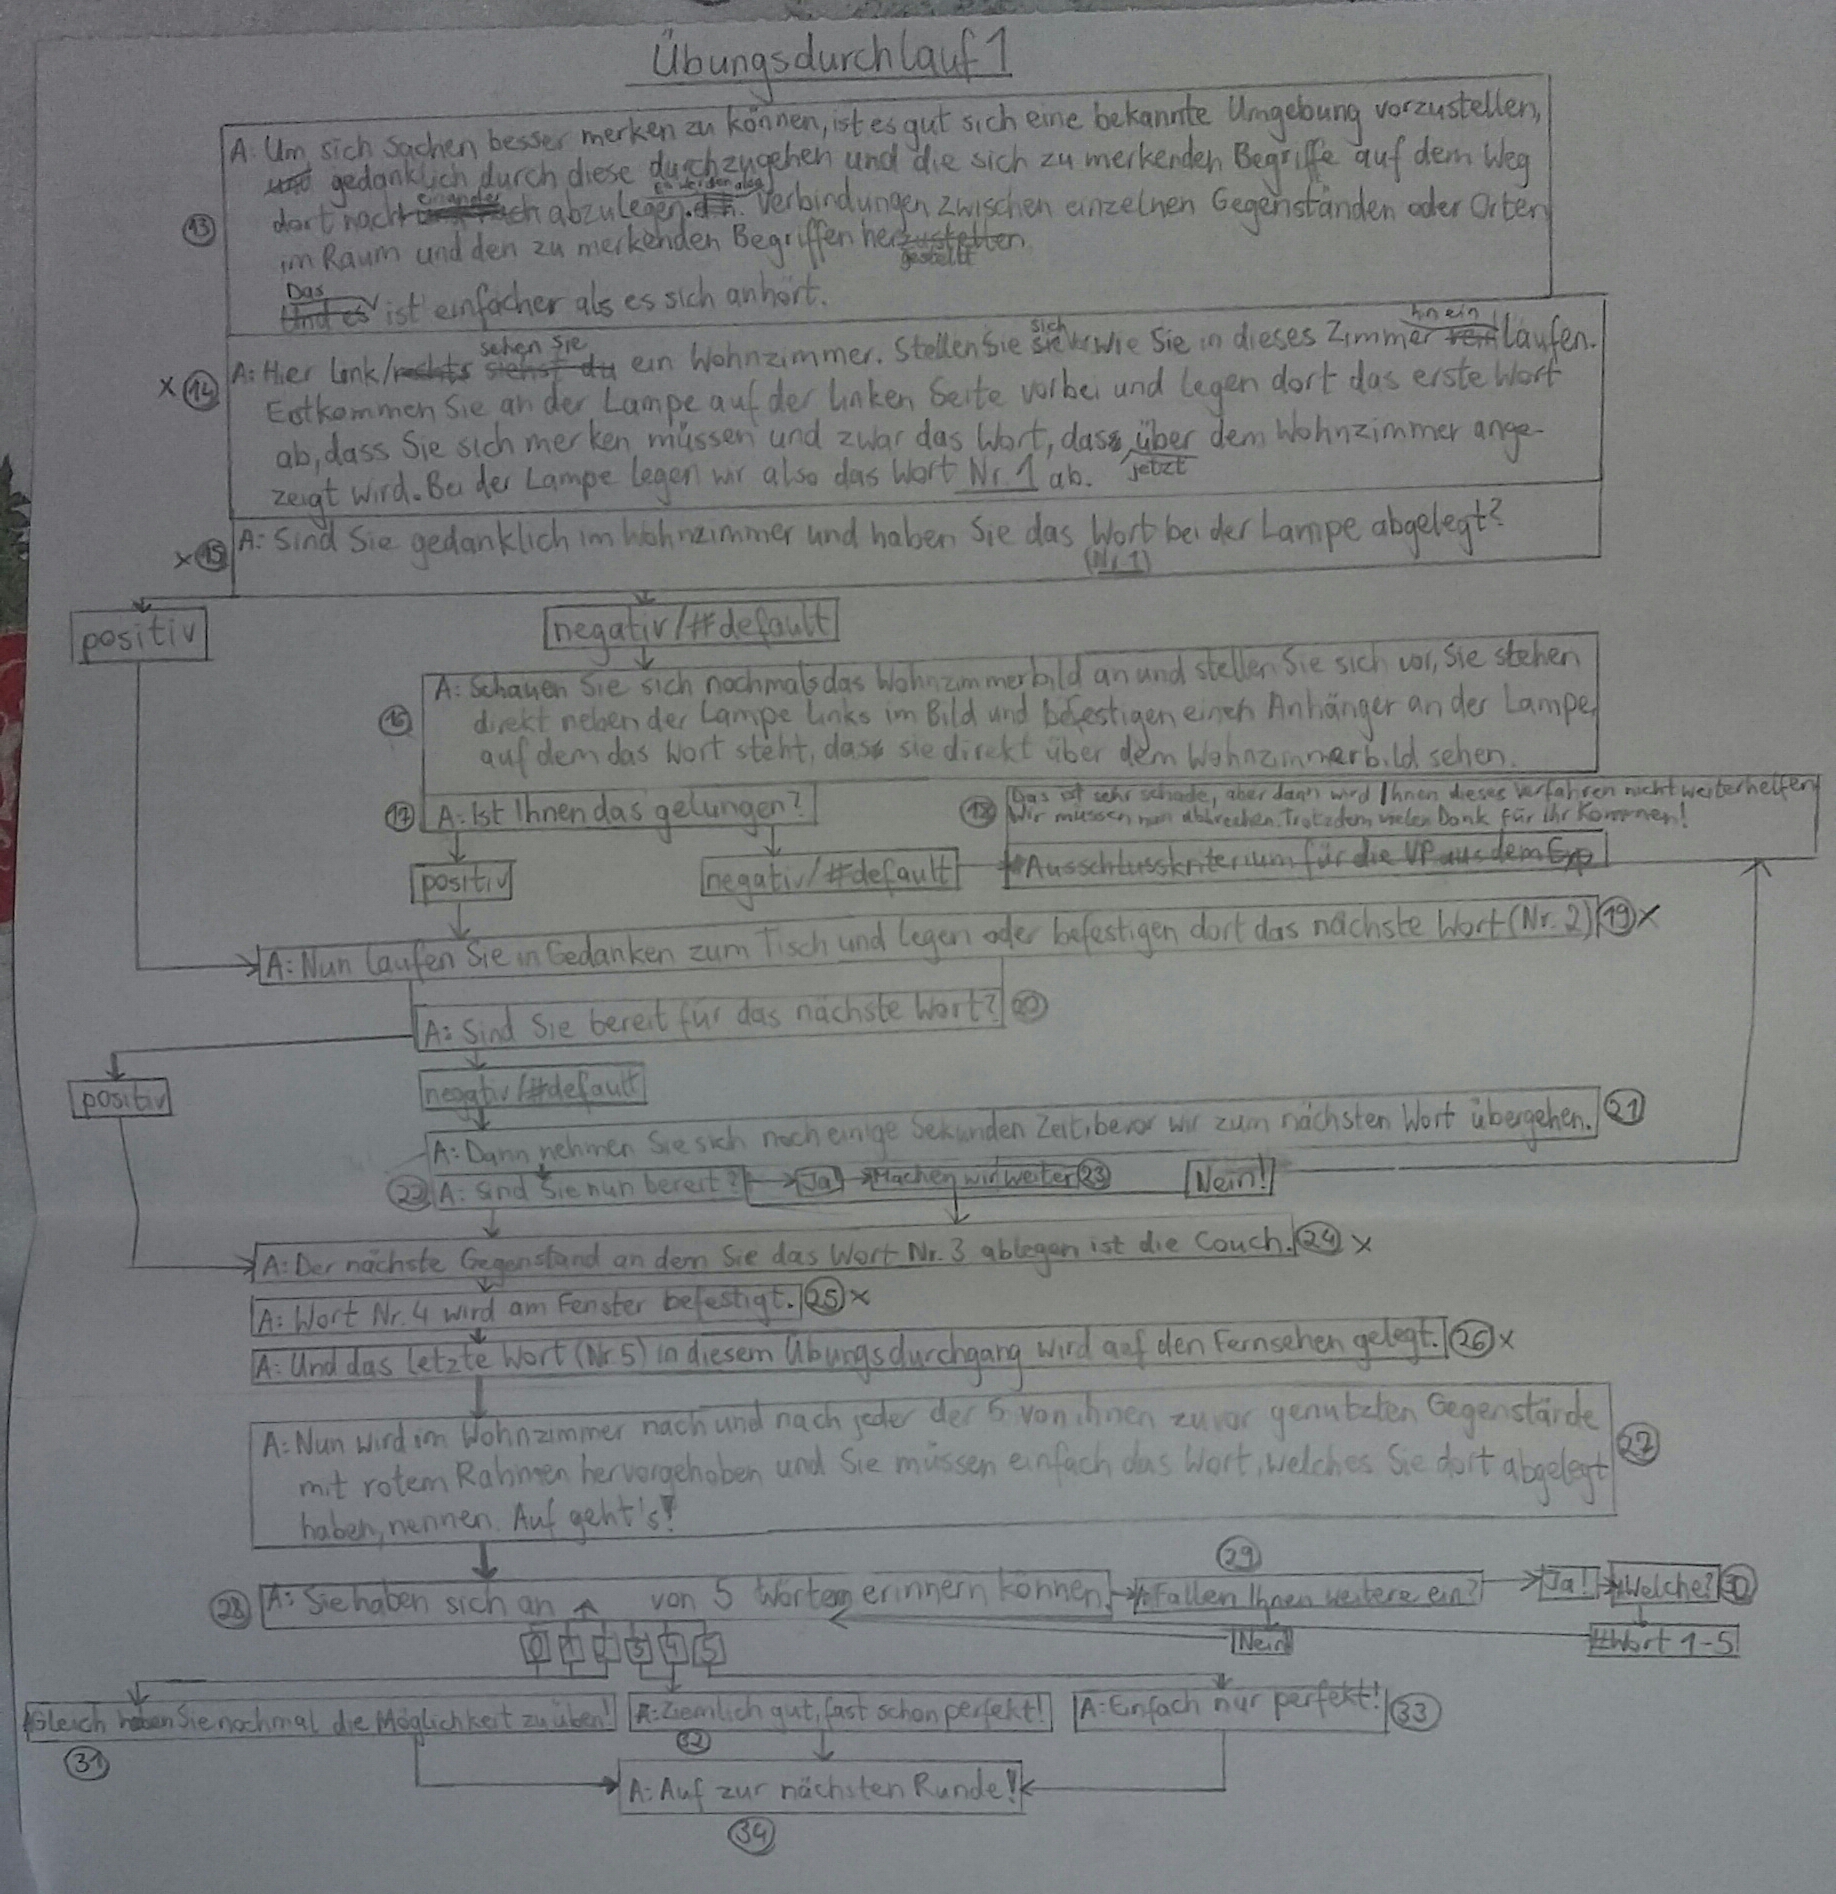 Übungsdurchlauf 1
A: Um sich Sachen besser merken zu können, ist es gut sich eine bekannte Umgebung vorzustellen,
und gedanklich durch diese durchzugehen und die sich zu merkenden Begriffe auf dem Weg
einander Es werden also
13 dort nach abzulegen. d.h. Verbindungen zwischen einzelnen Gegenständen oder Orten
im Raum und den zu merkenden Begriffen herzustellen.
gestellt
Das
Und es ist einfacher als es sich anhört.
sehen Sie sich hinein
x 14 A: Hier link/rechts siehst du ein Wohnzimmer. Stellen Sie sie vor wie Sie in dieses Zimmer rein laufen.
Erst kommen Sie an der Lampe auf der linken Seite vorbei und legen dort das erste Wort
ab, dass Sie sich merken müssen und zwar das Wort, dass über dem Wohnzimmer ange-
jetzt
zeigt wird. Bei der Lampe legen wir also das Wort Nr. 1 ab.
x 15 A: Sind Sie gedanklich im Wohnzimmer und haben Sie das Wort bei der Lampe abgelegt?
(Nr. 1)
positiv negativ/#default
A: Schauen Sie sich nochmals das Wohnzimmerbild an und stellen Sie sich vor, Sie stehen
16 direkt neben der Lampe links im Bild und befestigen einen Anhänger an der Lampe,
auf dem das Wort steht, dass sie direkt über dem Wohnzimmerbild sehen.
17 A: Ist Ihnen das gelungen? 18 Das ist sehr schade, aber dann wird Ihnen dieses Verfahren nicht weiterhelfen
Wir müssen nun abbrechen. Trotzdem vielen Dank für Ihr Kommen!
positiv negativ/#default Ausschlusskriterium für die VP aus dem Exp
A: Nun laufen Sie in Gedanken zum Tisch und legen oder befestigen dort das nächste Wort (Nr. 2) 19 x
A: Sind Sie bereit für das nächste Wort? 20
positiv negativ/#default
A: Dann nehmen Sie sich noch einige Sekunden Zeit, bevor wir zum nächsten Wort übergehen. 21
22 A: Sind Sie nun bereit? Ja! Machen wir weiter 23 Nein!
A: Der nächste Gegenstand an dem Sie das Wort Nr. 3 ablegen ist die Couch. 24 x
A: Wort Nr. 4 wird am Fenster befestigt. 25 x
A: Und das letzte Wort (Nr. 5) in diesem Übungsdurchgang wird auf den Fernsehen gelegt. 26 x
A: Nun wird im Wohnzimmer nach und nach jeder der 5 von ihnen zuvor genutzten Gegenstände
mit rotem Rahmen hervorgehoben und Sie müssen einfach das Wort, welches Sie dort abgelegt 27
haben, nennen. Auf geht's!
29
28 A: Sie haben sich an von 5 Wörtern erinnern können. Fallen Ihnen weitere ein? Ja! Welche? 30
0 1 2 3 4 5 Nein #Wort 1-5
Gleich haben Sie nochmal die Möglichkeit zu üben! A: Ziemlich gut, fast schon perfekt! A: Einfach nur perfekt! 33
31 32
A: Auf zur nächsten Runde!
34